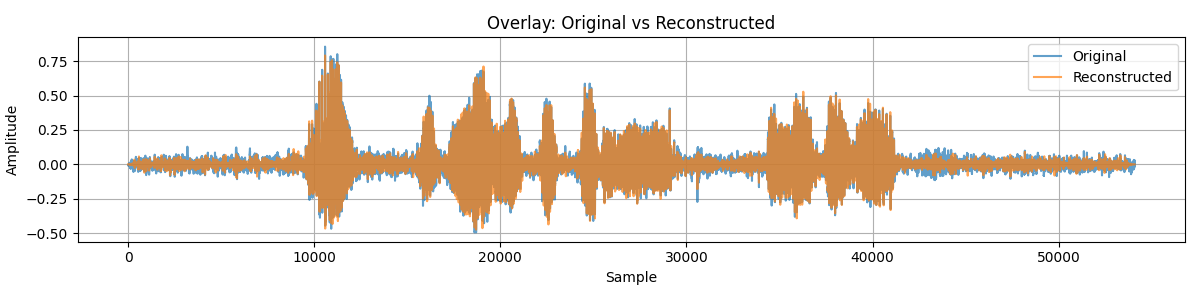 Overlay: Original vs Reconstructed
Original
Reconstructed
Amplitude
0.75
0.50
0.25
0.00
−0.25
−0.50
0 10000 20000 30000 40000 50000
Sample